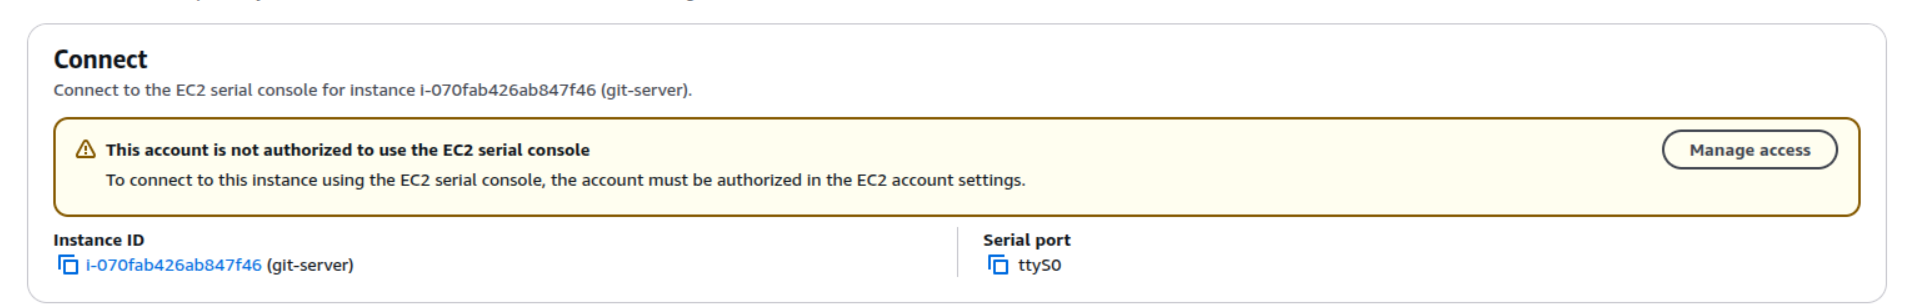 Connect
Connect to the EC2 serial console for instance i-070fab426ab847f46 (git-server).
This account is not authorized to use the EC2 serial console
Manage access
To connect to this instance using the EC2 serial console, the account must be authorized in the EC2 account settings.
Instance ID
i-070fab426ab847f46 (git-server)
Serial port
ttyS0